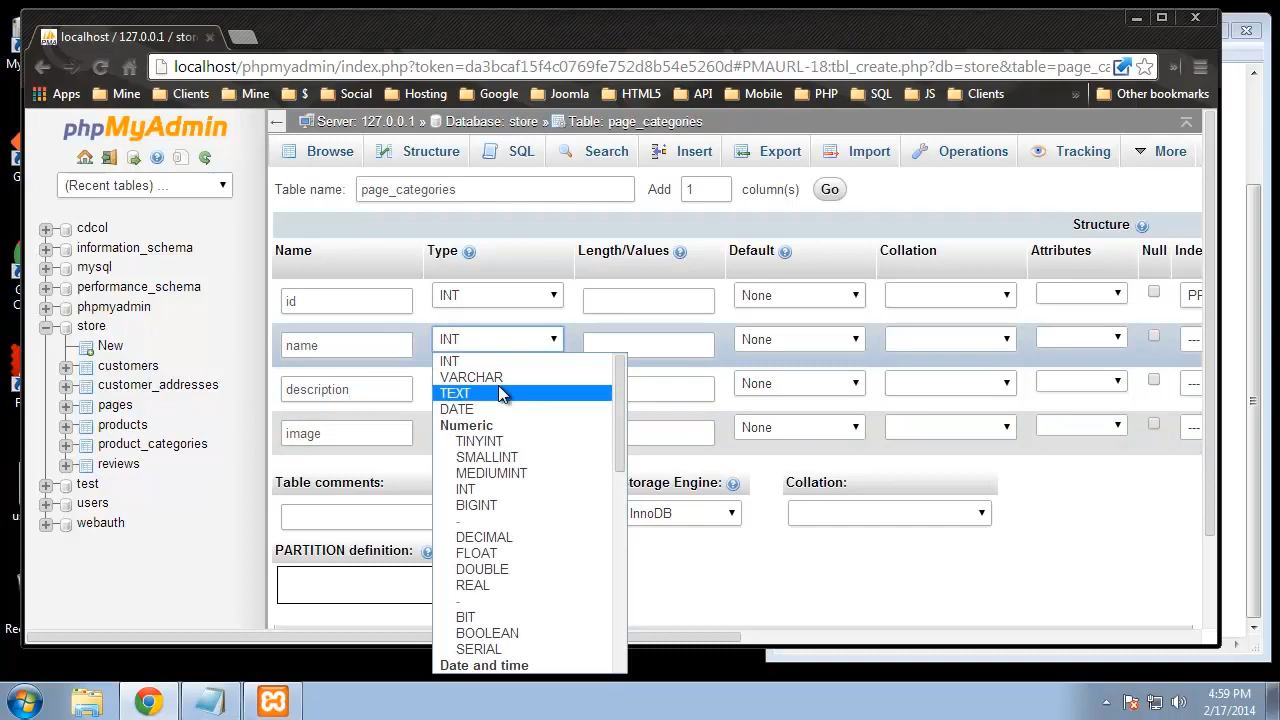 localhost / 127.0.0.1 / stor
localhost/phpmyadmin/index.php?token=da3bcaf15f4c0769fe752d8b54e5260d#PMAURL-18:tbl_create.php?db=store&table=page_ca
Apps Mine Clients Mine $ Social Hosting Google Joomla HTML5 API Mobile PHP SQL JS Clients » Other bookmarks
phpMyAdmin
(Recent tables) ...
cdcol
information_schema
mysql
performance_schema
phpmyadmin
store
New
customers
customer_addresses
pages
products
product_categories
reviews
test
users
webauth
Server: 127.0.0.1 » Database: store » Table: page_categories
Browse Structure SQL Search Insert Export Import Operations Tracking More
Table name: page_categories Add 1 column(s) Go
Structure
Name Type Length/Values Default Collation Attributes Null Inde
id INT None PF
name INT None ---
description None ---
image None ---
INT
VARCHAR
TEXT
DATE
Numeric
TINYINT
SMALLINT
MEDIUMINT
INT
BIGINT
-
DECIMAL
FLOAT
DOUBLE
REAL
-
BIT
BOOLEAN
SERIAL
Date and time
Table comments: torage Engine: Collation:
InnoDB
PARTITION definition:
My
Rec
4:59 PM
2/17/2014